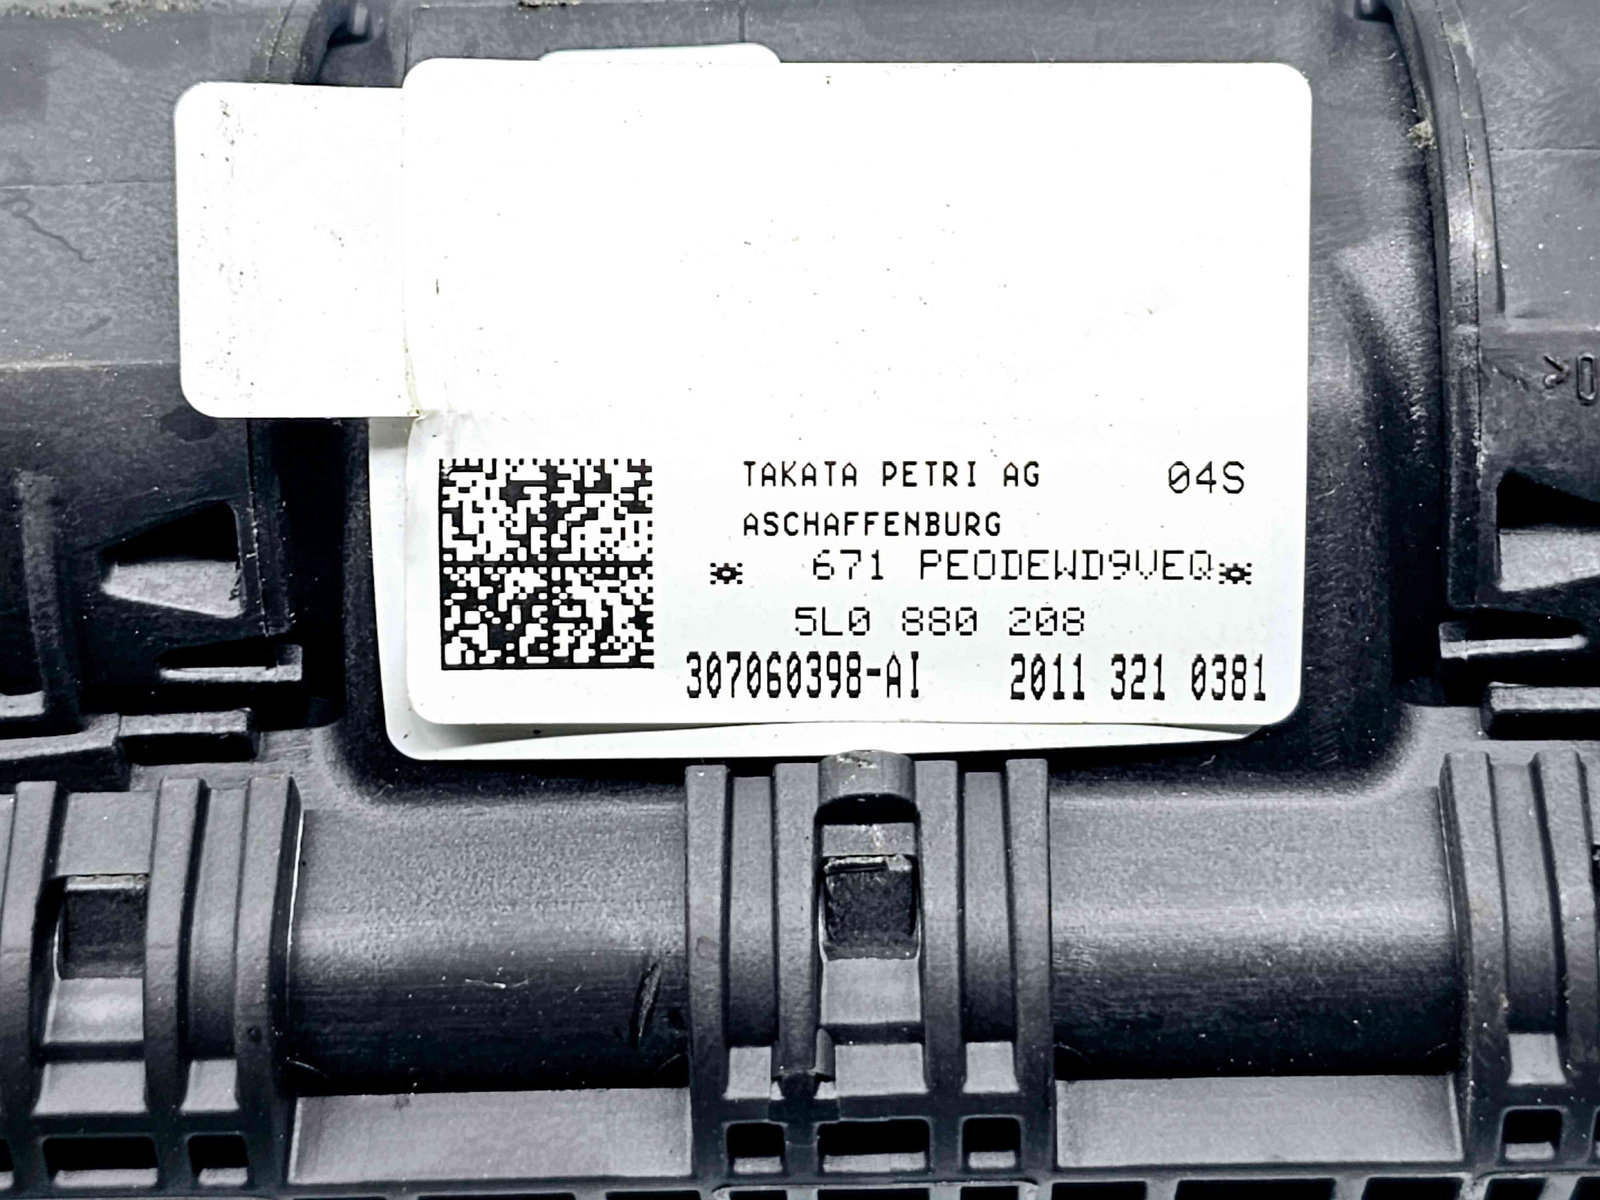 TAKATA PETRI AG 04S
ASCHAFFENBURG
* 671 PEODEWD9VEQ*
5L0 880 208
307060398-AI 2011 321 0381